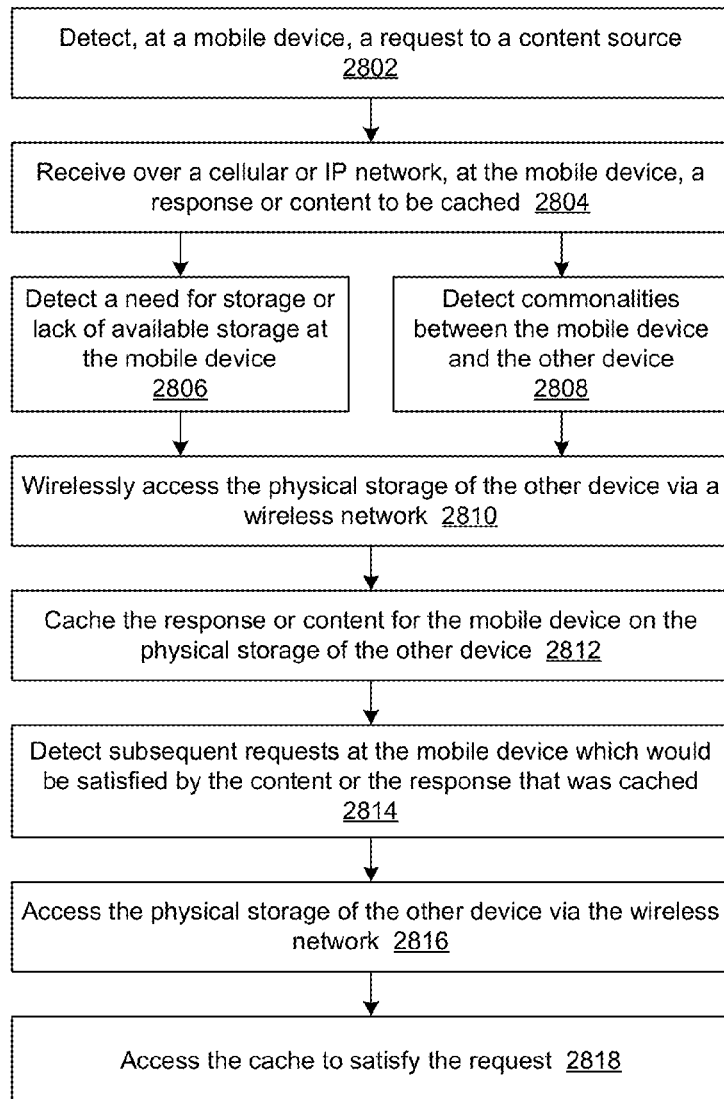 Detect, at a mobile device, a request to a content source
2802
Receive over a cellular or IP network, at the mobile device, a
response or content to be cached 2804
Detect a need for storage or
lack of available storage at
the mobile device
2806
Detect commonalities
between the mobile device
and the other device
2808
Wirelessly access the physical storage of the other device via a
wireless network 2810
Cache the response or content for the mobile device on the
physical storage of the other device 2812
Detect subsequent requests at the mobile device which would
be satisfied by the content or the response that was cached
2814
Access the physical storage of the other device via the wireless
network 2816
Access the cache to satisfy the request 2818